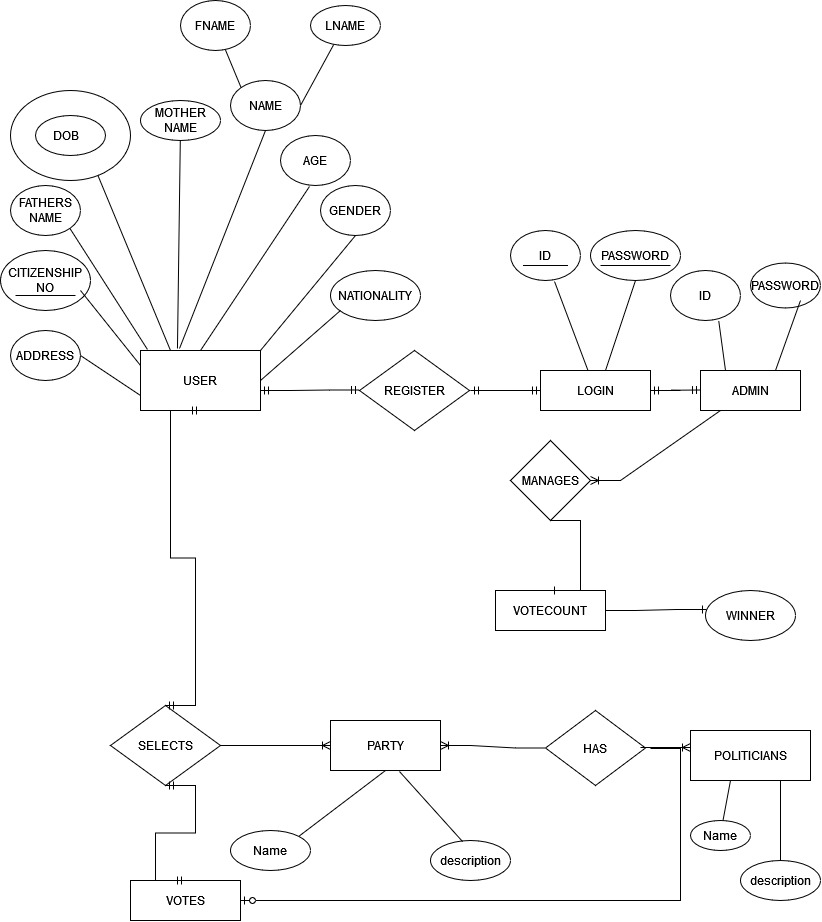 FNAME
LNAME
NAME
MOTHER
NAME
DOB
AGE
FATHERS
NAME
GENDER
ID
PASSWORD
CITIZENSHIP
NO
NATIONALITY
ID
PASSWORD
ADDRESS
USER
REGISTER
LOGIN
ADMIN
MANAGES
VOTECOUNT
WINNER
SELECTS
PARTY
HAS
POLITICIANS
Name
description
Name
description
VOTES